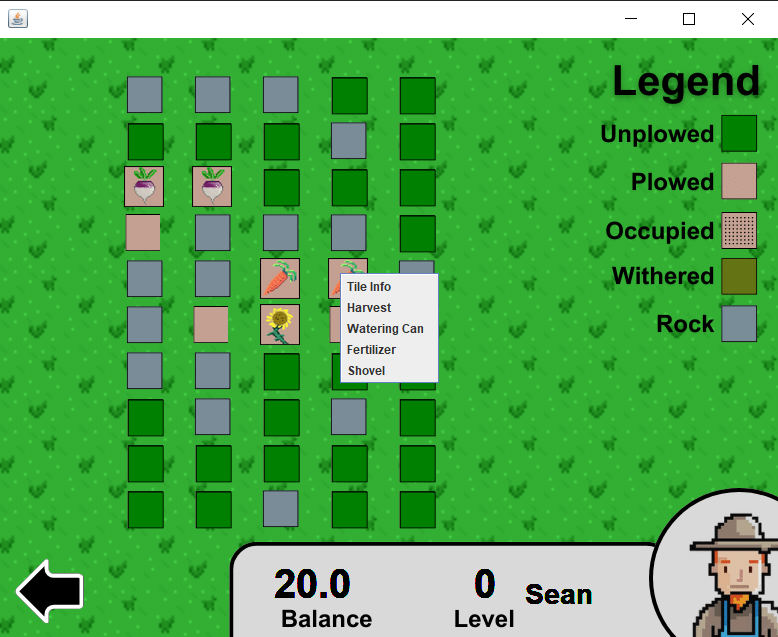 Legend
Unplowed
Plowed
Occupied
Withered
Rock
Tile Info
Harvest
Watering Can
Fertilizer
Shovel
20.0
Balance
0
Level
Sean